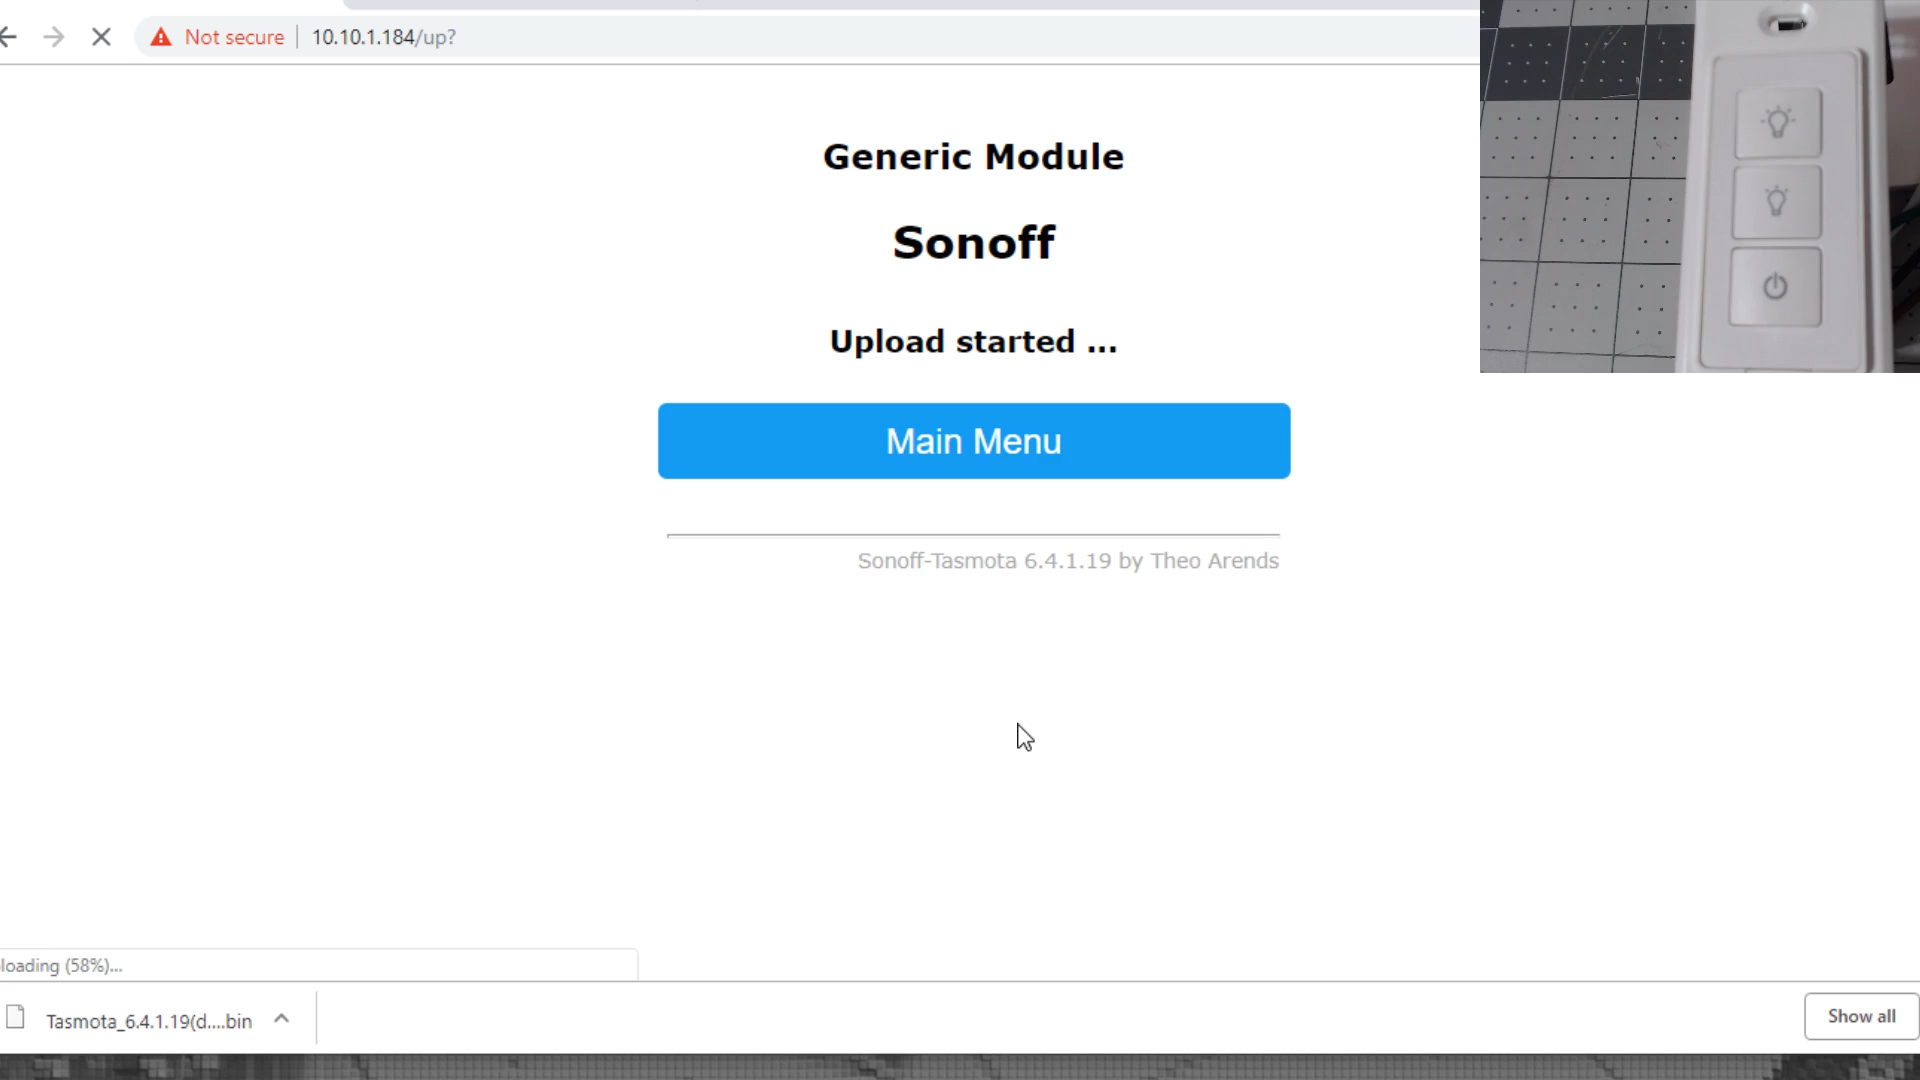 Not secure 10.10.1.184/up?
Generic Module
Sonoff
Upload started ...
Main Menu
Sonoff-Tasmota 6.4.1.19 by Theo Arends
loading (58%)...
Tasmota_6.4.1.19(d....bin
Show all